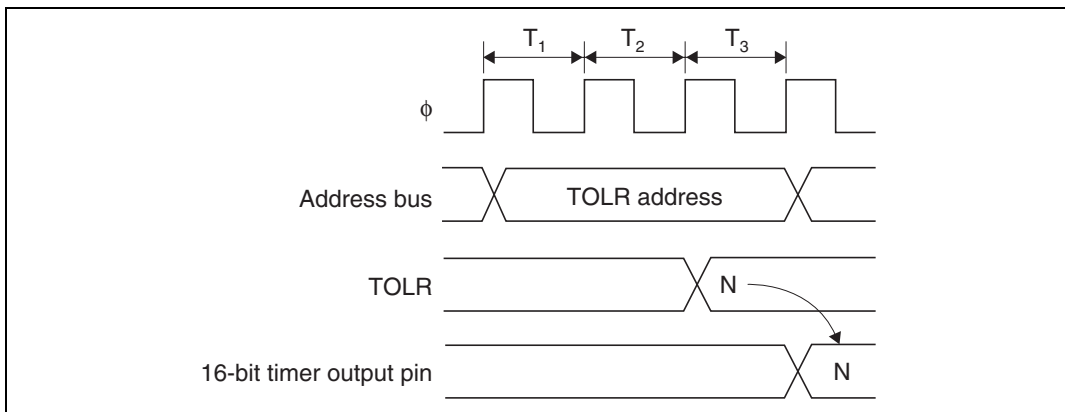 T1 T2 T3
ϕ
Address bus TOLR address
TOLR N
16-bit timer output pin N